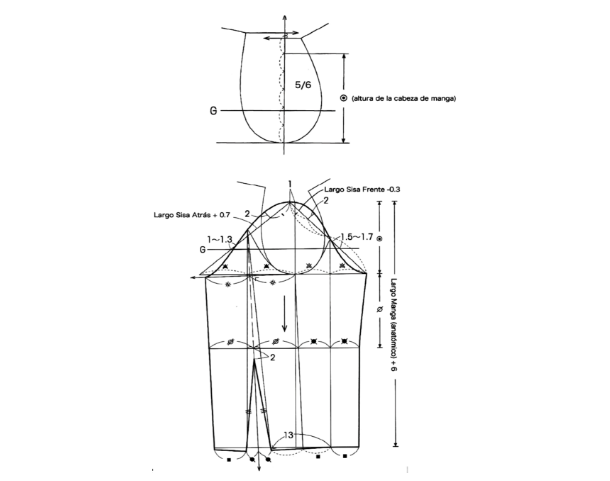 5/6
⦿ (altura de la cabeza de manga)
G
1
Largo Sisa Frente -0.3
2
2
Largo Sisa Atrás + 0.7
1~1.3
1.5~1.7
G
Largo Manga (anatómico) + 6
2
13